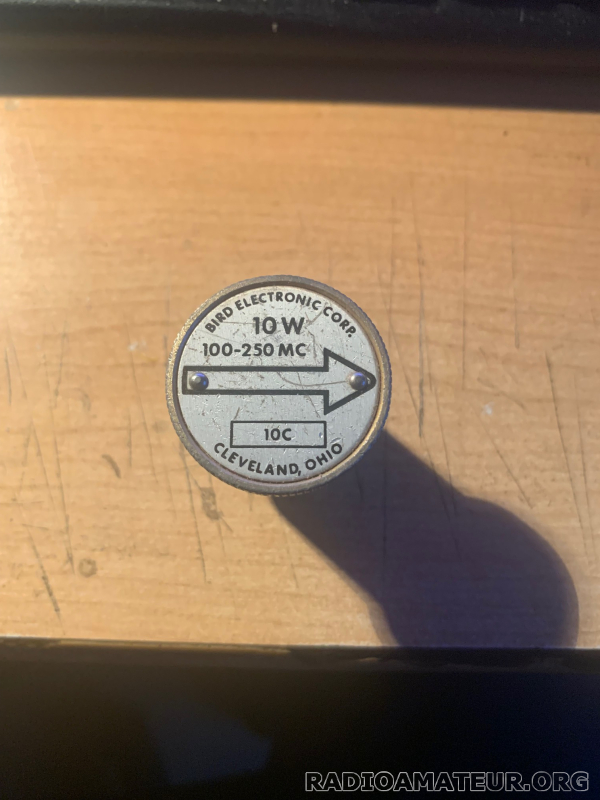 BIRD ELECTRONIC CORP.
10 W
100-250 MC
10C
CLEVELAND, OHIO
RADIOAMATEUR.ORG